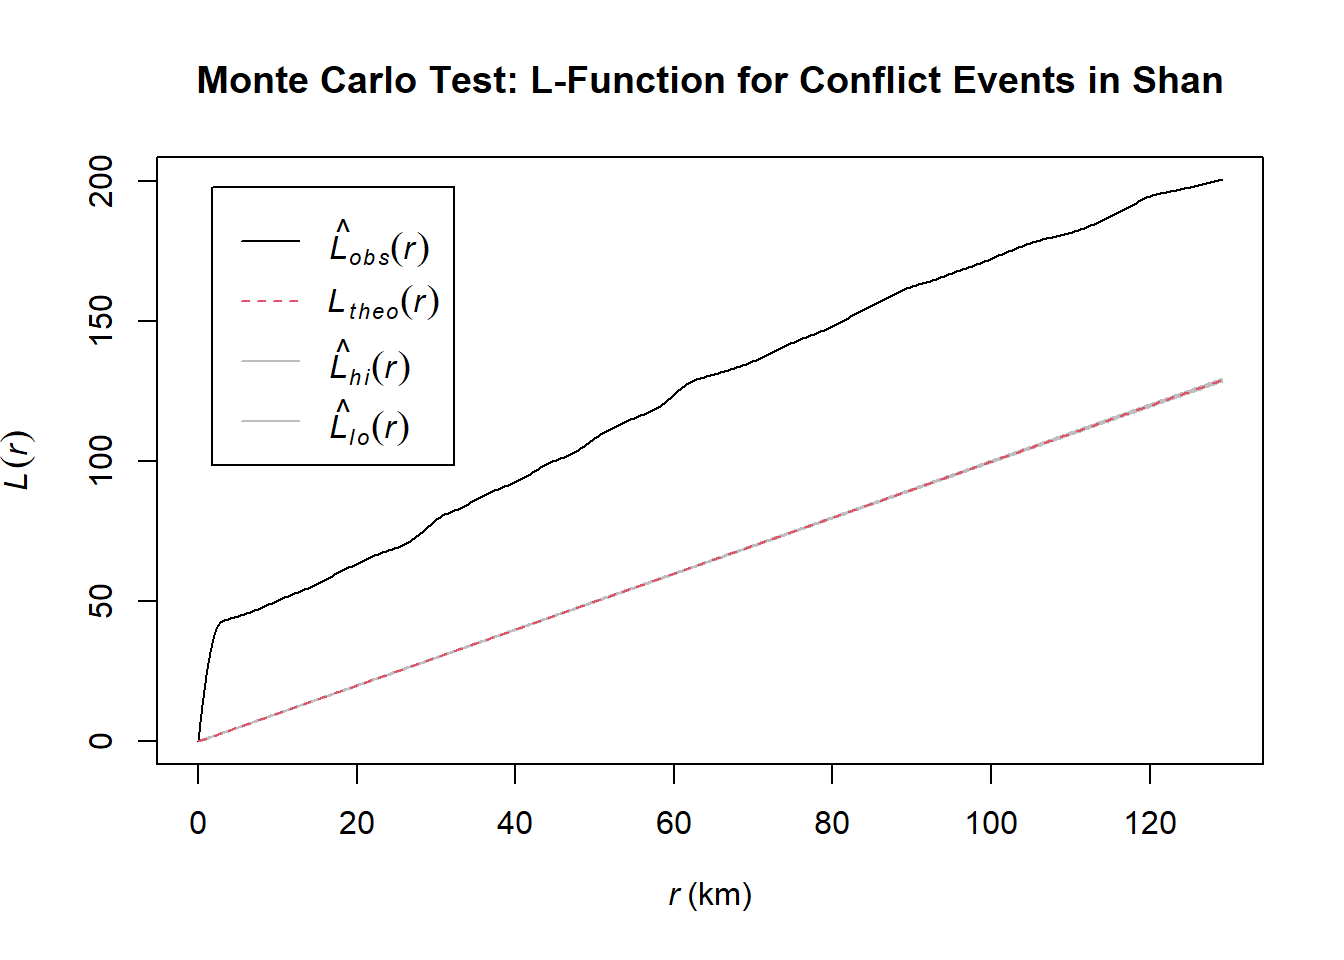 Monte Carlo Test: L-Function for Conflict Events in Shan
L̂obs(r)
Ltheo(r)
L̂hi(r)
L̂lo(r)
L(r)
200
150
100
50
0
0 20 40 60 80 100 120
r (km)